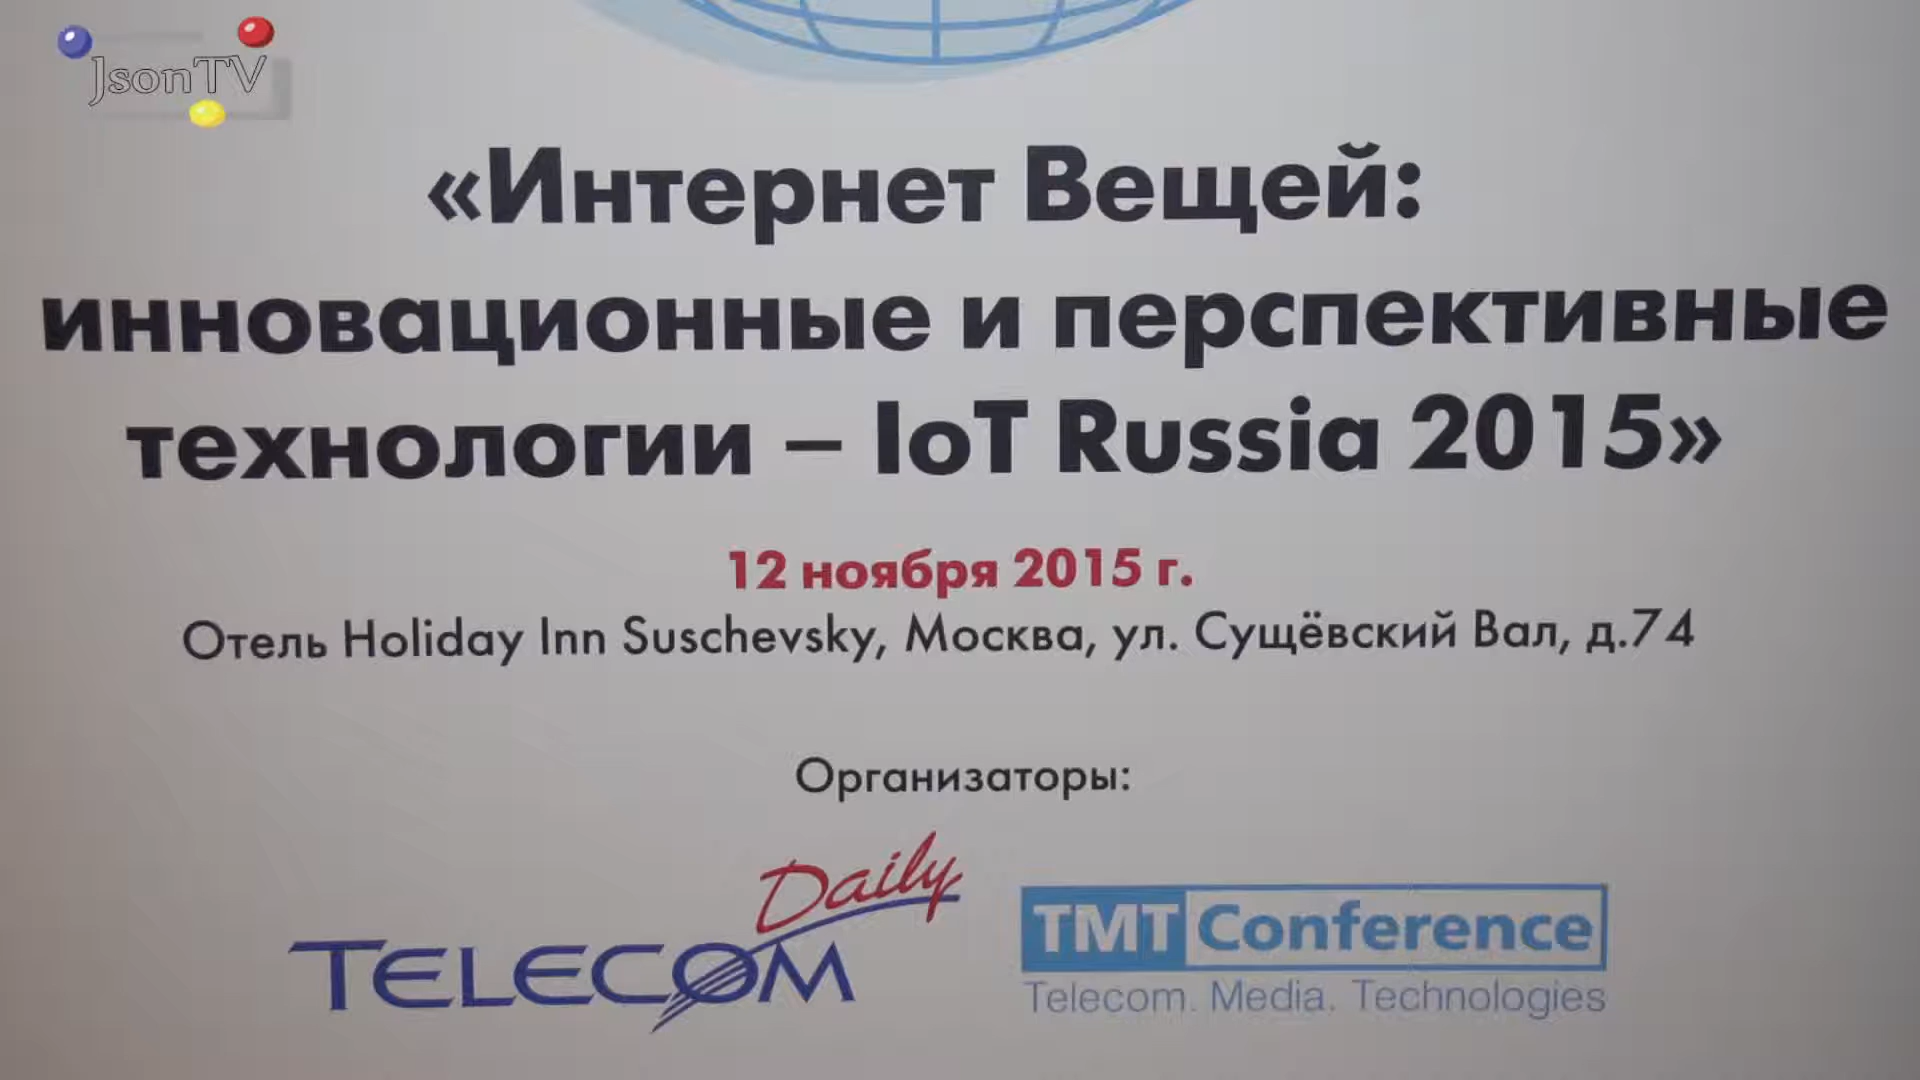 JsonTV
«Интернет Вещей:
инновационные и перспективные
технологии – IoT Russia 2015»
12 ноября 2015 г.
Отель Holiday Inn Suschevsky, Москва, ул. Сущёвский Вал, д.74
Организаторы:
Daily
TELECOM
TMT Conference
Telecom. Media. Technologies